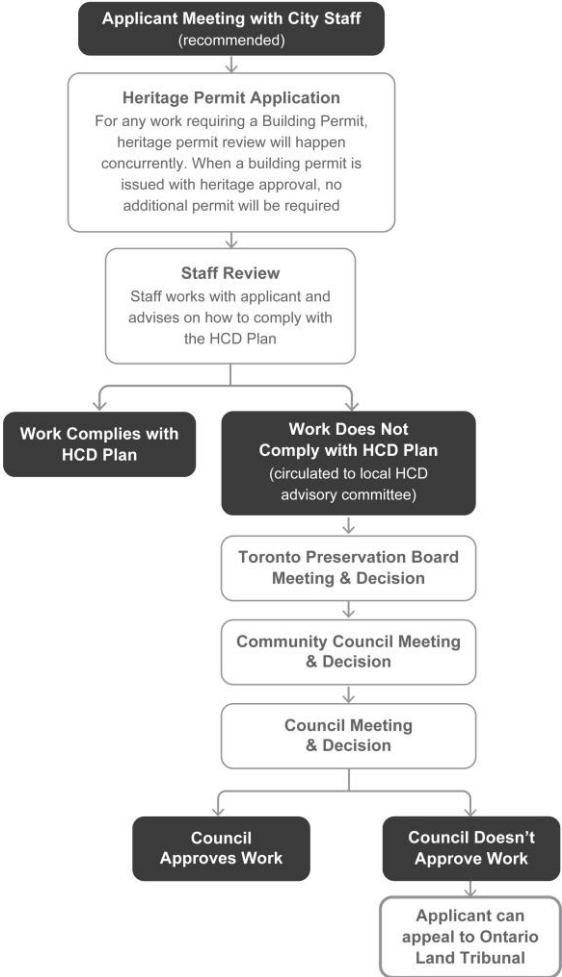 Applicant Meeting with City Staff
(recommended)
Heritage Permit Application
For any work requiring a Building Permit,
heritage permit review will happen
concurrently. When a building permit is
issued with heritage approval, no
additional permit will be required
Staff Review
Staff works with applicant and
advises on how to comply with
the HCD Plan
Work Complies with
HCD Plan
Work Does Not
Comply with HCD Plan
(circulated to local HCD
advisory committee)
Toronto Preservation Board
Meeting & Decision
Community Council Meeting
& Decision
Council Meeting
& Decision
Council
Approves Work
Council Doesn't
Approve Work
Applicant can
appeal to Ontario
Land Tribunal